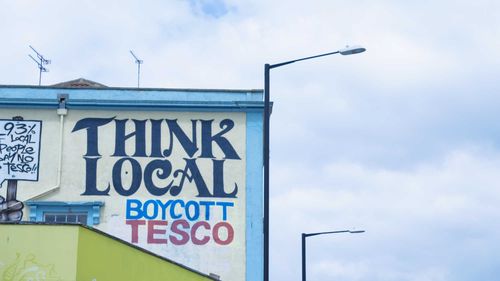 93%
LOCAL
PEOPLE
SAY NO
TO TESCO!!
THINK
LOCAL
BOYCOTT
TESCO